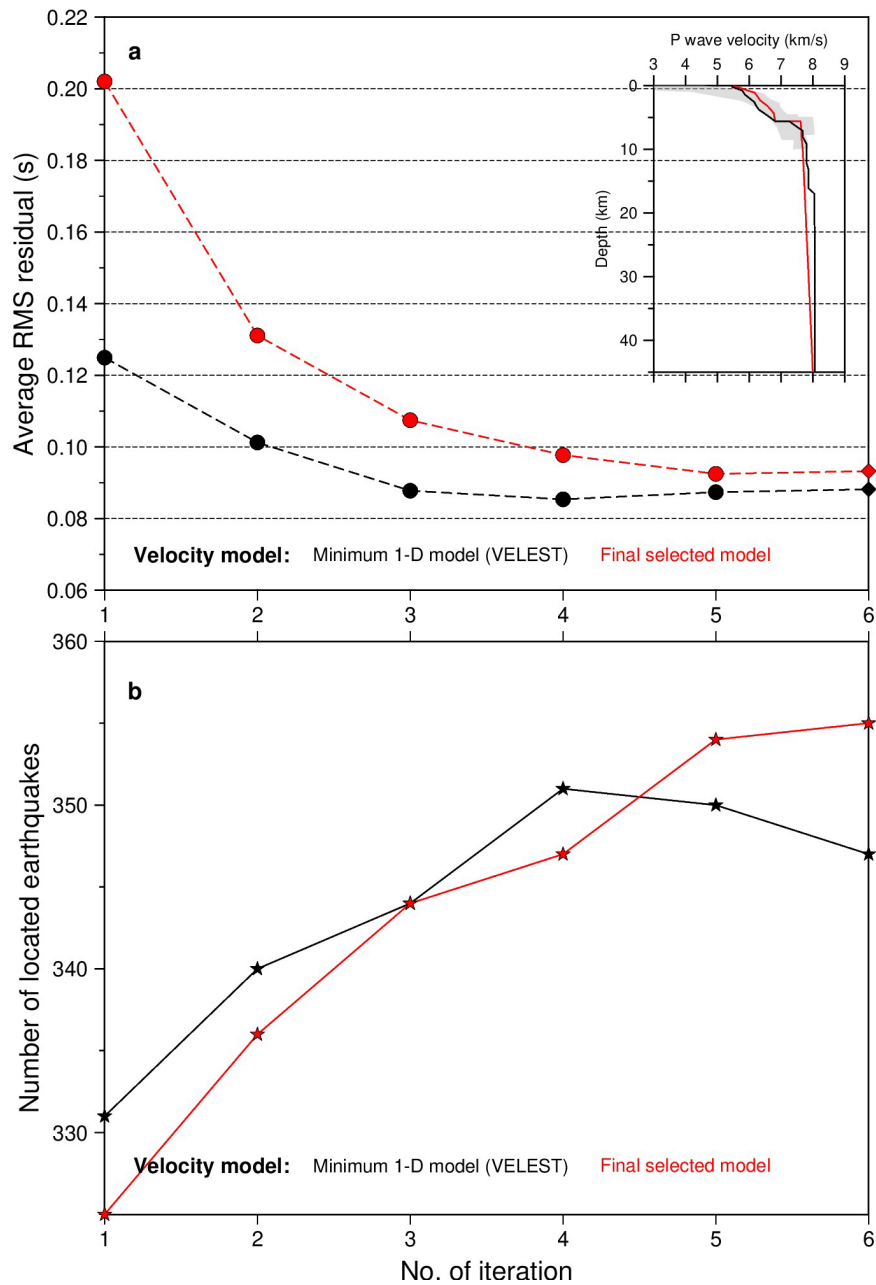 0.22
0.20
0.18
0.16
0.14
0.12
0.10
0.08
0.06
Average RMS residual (s)
a
P wave velocity (km/s)
3 4 5 6 7 8 9
0
10
20
30
40
Depth (km)
Velocity model: Minimum 1-D model (VELEST) Final selected model
1 2 3 4 5 6
360
350
340
330
Number of located earthquakes
b
Velocity model: Minimum 1-D model (VELEST) Final selected model
1 2 3 4 5 6
No. of iteration